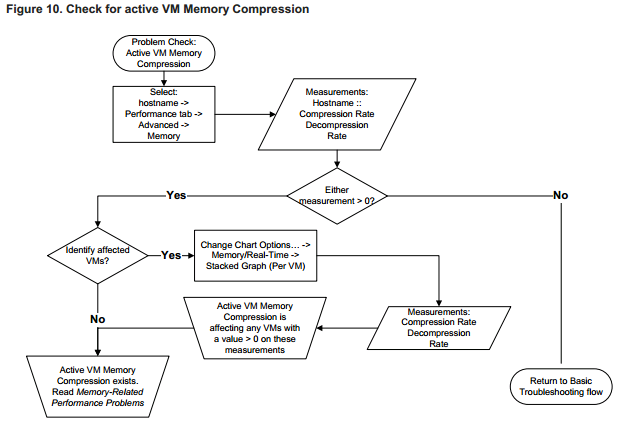 Figure 10. Check for active VM Memory Compression
Problem Check:
Active VM Memory
Compression
Select:
hostname ->
Performance tab ->
Advanced ->
Memory
Measurements:
Hostname ::
Compression Rate
Decompression
Rate
Either
measurement > 0?
Yes
No
Identify affected
VMs?
Yes
Change Chart Options... ->
Memory/Real-Time ->
Stacked Graph (Per VM)
Measurements:
Compression Rate
Decompression
Rate
Active VM Memory
Compression is
affecting any VMs with
a value > 0 on these
measurements
No
Active VM Memory
Compression exists.
Read Memory-Related
Performance Problems
Return to Basic
Troubleshooting flow